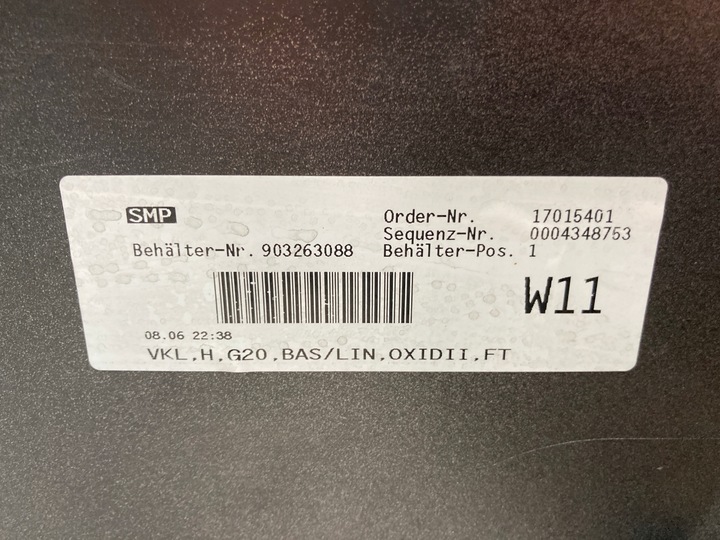 SMP
Order-Nr. 17015401
Sequenz-Nr. 0004348753
Behälter-Nr. 903263088 Behälter-Pos. 1
W11
08.06 22:38
VKL,H,G20,BAS/LIN,OXIDII,FT